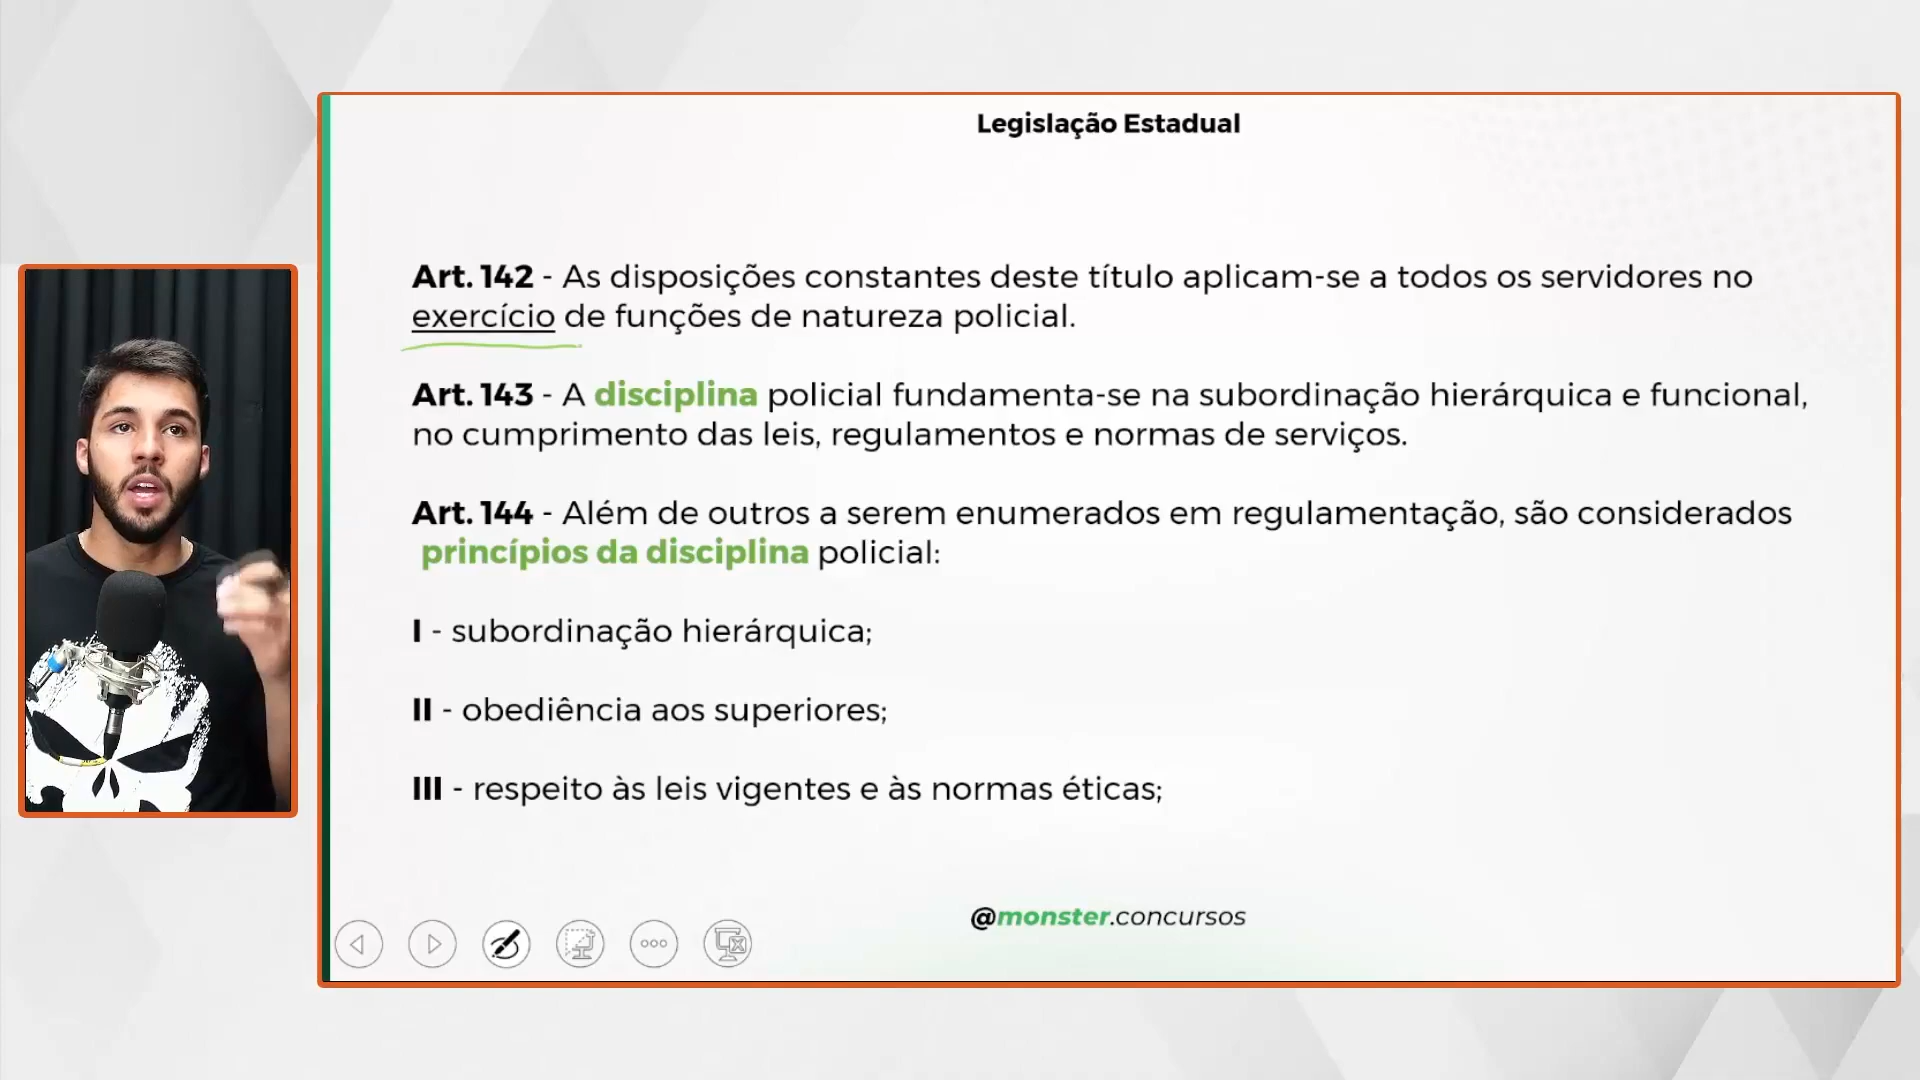 Legislação Estadual
Art. 142 - As disposições constantes deste título aplicam-se a todos os servidores no
exercício de funções de natureza policial.
Art. 143 - A disciplina policial fundamenta-se na subordinação hierárquica e funcional,
no cumprimento das leis, regulamentos e normas de serviços.
Art. 144 - Além de outros a serem enumerados em regulamentação, são considerados
princípios da disciplina policial:
I - subordinação hierárquica;
II - obediência aos superiores;
III - respeito às leis vigentes e às normas éticas;
@monster.concursos